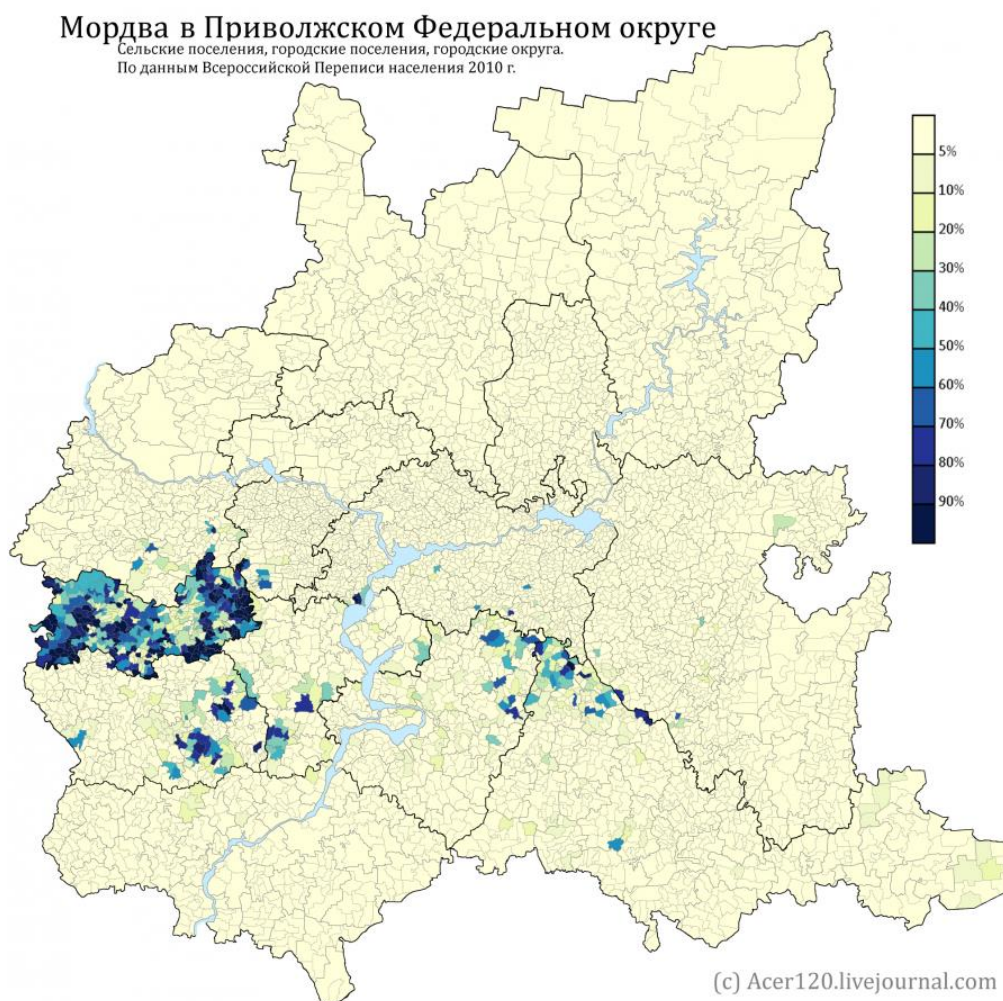 Мордва в Приволжском Федеральном округе
Сельские поселения, городские поселения, городские округа.
По данным Всероссийской Переписи населения 2010 г.
5%
10%
20%
30%
40%
50%
60%
70%
80%
90%
(c) Acer120.livejournal.com